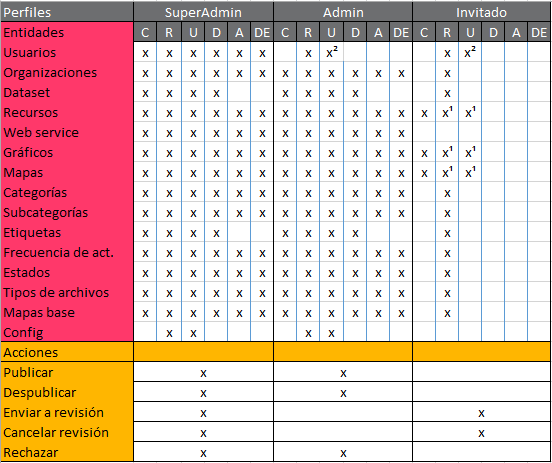 Perfiles SuperAdmin Admin Invitado
Entidades C R U D A DE C R U D A DE C R U D A DE
Usuarios x x x x x x x x² x x²
Organizaciones x x x x x x x x x x x x x
Dataset x x x x x x x x x
Recursos x x x x x x x x x x x x x x¹ x¹
Web service x x x x x x x x x x x x
Gráficos x x x x x x x x x x x x x x¹ x¹
Mapas x x x x x x x x x x x x x x¹ x¹
Categorías x x x x x x x x x x x x x
Subcategorías x x x x x x x x x x x x x
Etiquetas x x x x x x x x x
Frecuencia de act. x x x x x x x x x x x x x
Estados x x x x x x x x x x x x x
Tipos de archivos x x x x x x x x x x x x x
Mapas base x x x x x x x x x x x x x
Config x x x x
Acciones
Publicar x x
Despublicar x x
Enviar a revisión x x
Cancelar revisión x x
Rechazar x x